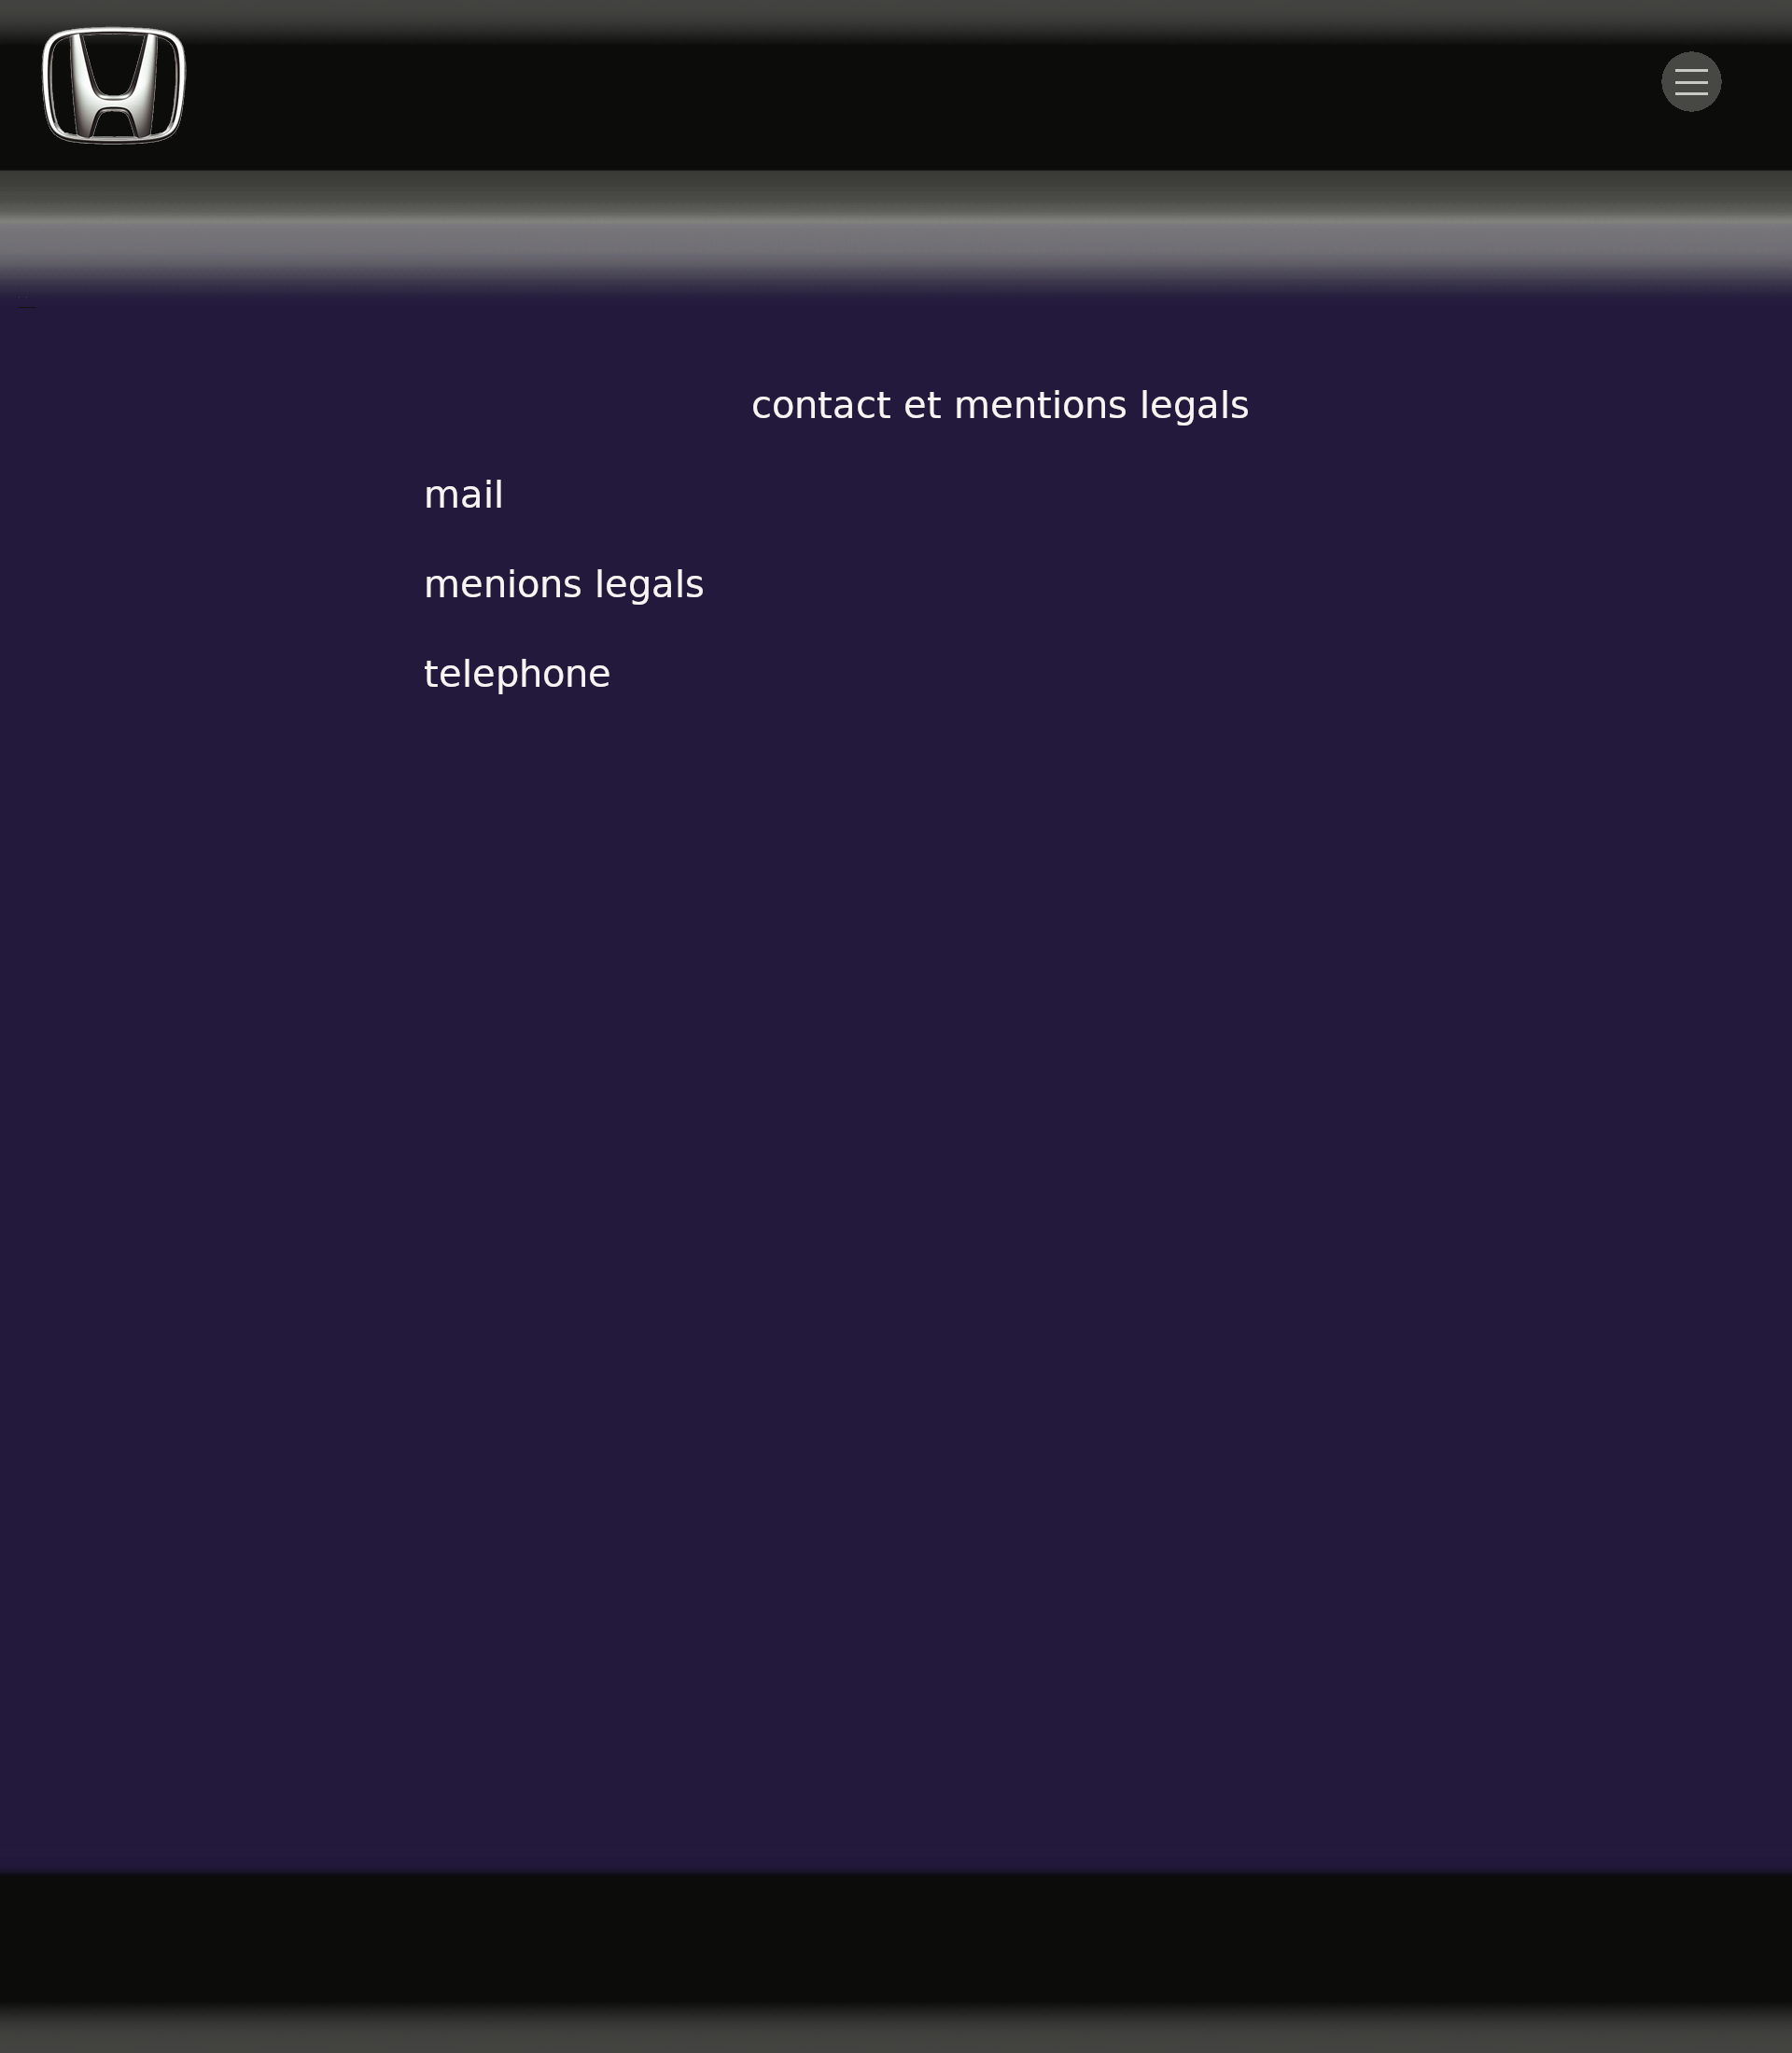 contact et mentions legals
mail
menions legals
telephone